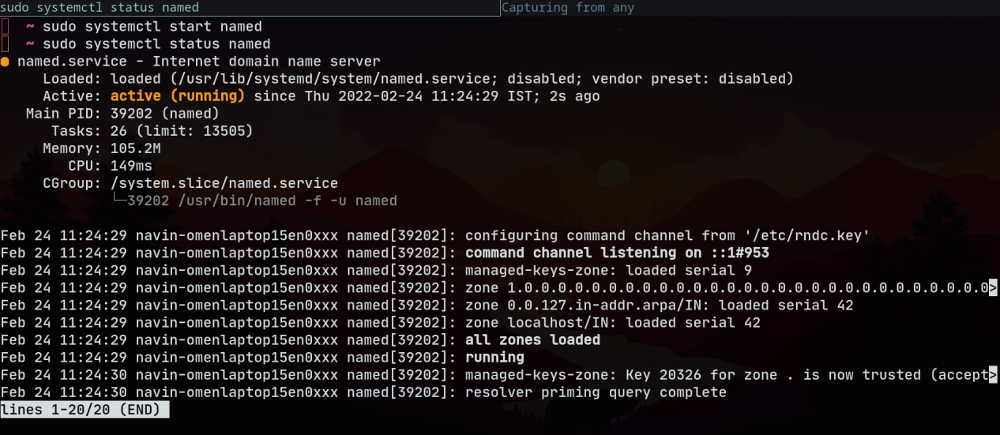 sudo systemctl status named
Capturing from any
~ sudo systemctl start named
~ sudo systemctl status named
● named.service - Internet domain name server
Loaded: loaded (/usr/lib/systemd/system/named.service; disabled; vendor preset: disabled)
Active: active (running) since Thu 2022-02-24 11:24:29 IST; 2s ago
Main PID: 39202 (named)
Tasks: 26 (limit: 13505)
Memory: 105.2M
CPU: 149ms
CGroup: /system.slice/named.service
└─39202 /usr/bin/named -f -u named
Feb 24 11:24:29 navin-omenlaptop15en0xxx named[39202]: configuring command channel from '/etc/rndc.key'
Feb 24 11:24:29 navin-omenlaptop15en0xxx named[39202]: command channel listening on ::1#953
Feb 24 11:24:29 navin-omenlaptop15en0xxx named[39202]: managed-keys-zone: loaded serial 9
Feb 24 11:24:29 navin-omenlaptop15en0xxx named[39202]: zone 1.0.0.0.0.0.0.0.0.0.0.0.0.0.0.0.0.0.0.0.0.0.0.0.0.0.0.0.0>
Feb 24 11:24:29 navin-omenlaptop15en0xxx named[39202]: zone 0.0.127.in-addr.arpa/IN: loaded serial 42
Feb 24 11:24:29 navin-omenlaptop15en0xxx named[39202]: zone localhost/IN: loaded serial 42
Feb 24 11:24:29 navin-omenlaptop15en0xxx named[39202]: all zones loaded
Feb 24 11:24:29 navin-omenlaptop15en0xxx named[39202]: running
Feb 24 11:24:30 navin-omenlaptop15en0xxx named[39202]: managed-keys-zone: Key 20326 for zone . is now trusted (accept>
Feb 24 11:24:30 navin-omenlaptop15en0xxx named[39202]: resolver priming query complete
lines 1-20/20 (END)